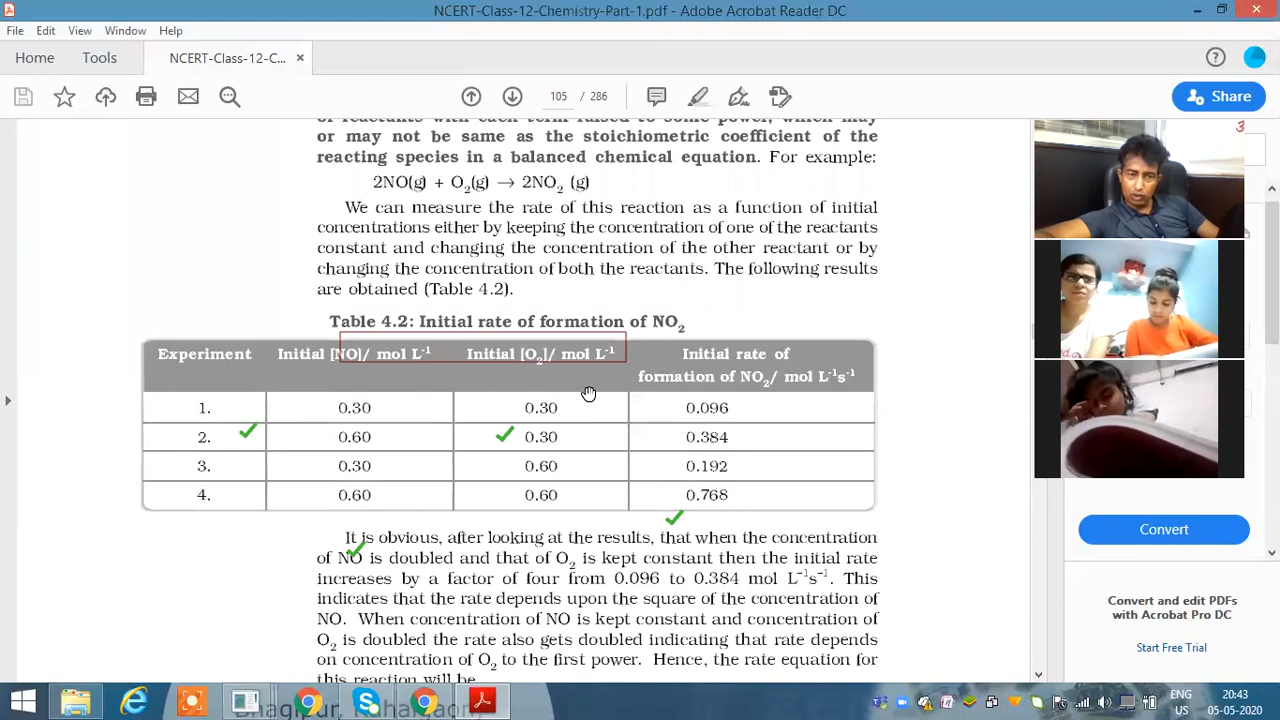 NCERT-Class-12-Chemistry-Part-1.pdf - Adobe Acrobat Reader DC
File Edit View Window Help
Home Tools NCERT-Class-12-C... ×
105 / 286
Share
3
of reactants with each term raised to some power, which may
or may not be same as the stoichiometric coefficient of the
reacting species in a balanced chemical equation. For example:
2NO(g) + O₂(g) → 2NO₂ (g)
We can measure the rate of this reaction as a function of initial
concentrations either by keeping the concentration of one of the reactants
constant and changing the concentration of the other reactant or by
changing the concentration of both the reactants. The following results
are obtained (Table 4.2).
Table 4.2: Initial rate of formation of NO₂
Experiment Initial [NO]/ mol L⁻¹ Initial [O₂]/ mol L⁻¹ Initial rate of
formation of NO₂/ mol L⁻¹s⁻¹
1. 0.30 0.30 0.096
2. 0.60 0.30 0.384
3. 0.30 0.60 0.192
4. 0.60 0.60 0.768
It is obvious, after looking at the results, that when the concentration
of NO is doubled and that of O₂ is kept constant then the initial rate
increases by a factor of four from 0.096 to 0.384 mol L⁻¹s⁻¹. This
indicates that the rate depends upon the square of the concentration of
NO. When concentration of NO is kept constant and concentration of
O₂ is doubled the rate also gets doubled indicating that rate depends
on concentration of O₂ to the first power. Hence, the rate equation for
this reaction will be
Convert
Convert and edit PDFs
with Acrobat Pro DC
Start Free Trial
ENG
US
20:43
05-05-2020